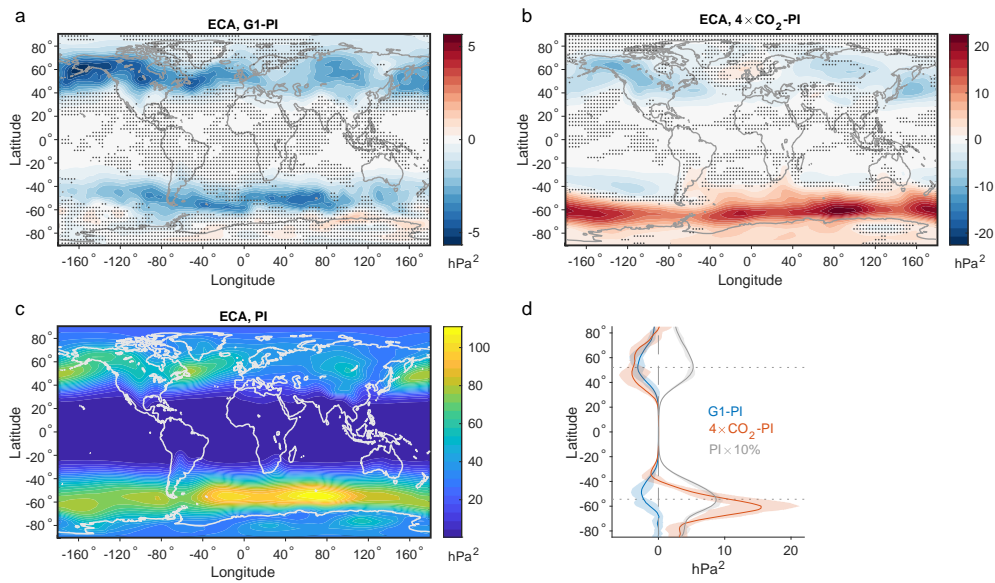 a
ECA, G1-PI
80°
60°
40°
20°
0
-20°
-40°
-60°
-80°
Latitude
-160° -120° -80° -40° 0 40° 80° 120° 160°
Longitude
5
0
-5
hPa²
b
ECA, 4×CO₂-PI
80°
60°
40°
20°
0
-20°
-40°
-60°
-80°
Latitude
-160° -120° -80° -40° 0 40° 80° 120° 160°
Longitude
20
10
0
-10
-20
hPa²
c
ECA, PI
80°
60°
40°
20°
0
-20°
-40°
-60°
-80°
Latitude
-160° -120° -80° -40° 0 40° 80° 120° 160°
Longitude
100
80
60
40
20
hPa²
d
80°
60°
40°
20°
0
-20°
-40°
-60°
-80°
Latitude
G1-PI
4×CO₂-PI
PI×10%
0 10 20
hPa²